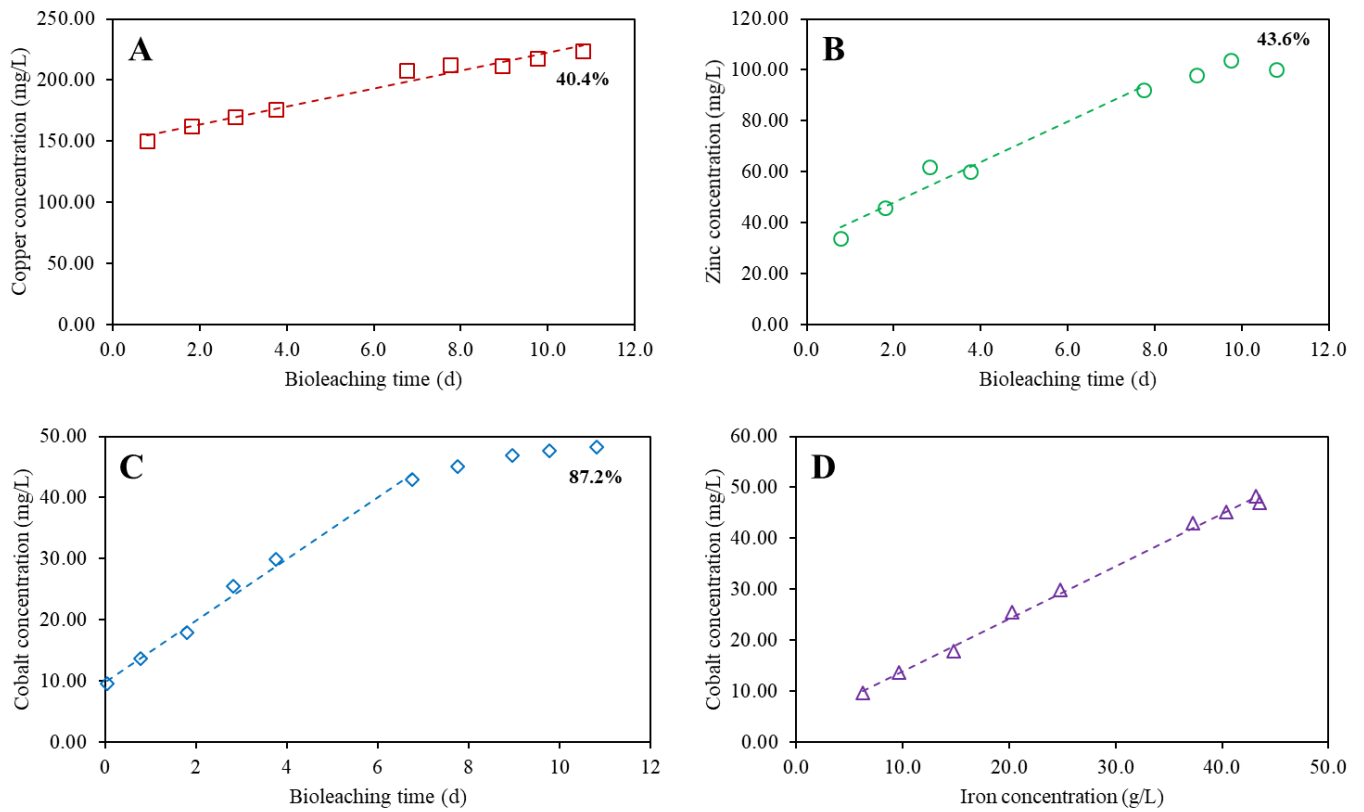 A
Copper concentration (mg/L)
250.00
200.00
150.00
100.00
50.00
0.00
40.4%
0.0 2.0 4.0 6.0 8.0 10.0 12.0
Bioleaching time (d)
B
Zinc concentration (mg/L)
120.00
100.00
80.00
60.00
40.00
20.00
0.00
43.6%
0.0 2.0 4.0 6.0 8.0 10.0 12.0
Bioleaching time (d)
C
Cobalt concentration (mg/L)
50.00
40.00
30.00
20.00
10.00
0.00
87.2%
0 2 4 6 8 10 12
Bioleaching time (d)
D
Cobalt concentration (mg/L)
60.00
50.00
40.00
30.00
20.00
10.00
0.00
0.0 10.0 20.0 30.0 40.0 50.0
Iron concentration (g/L)